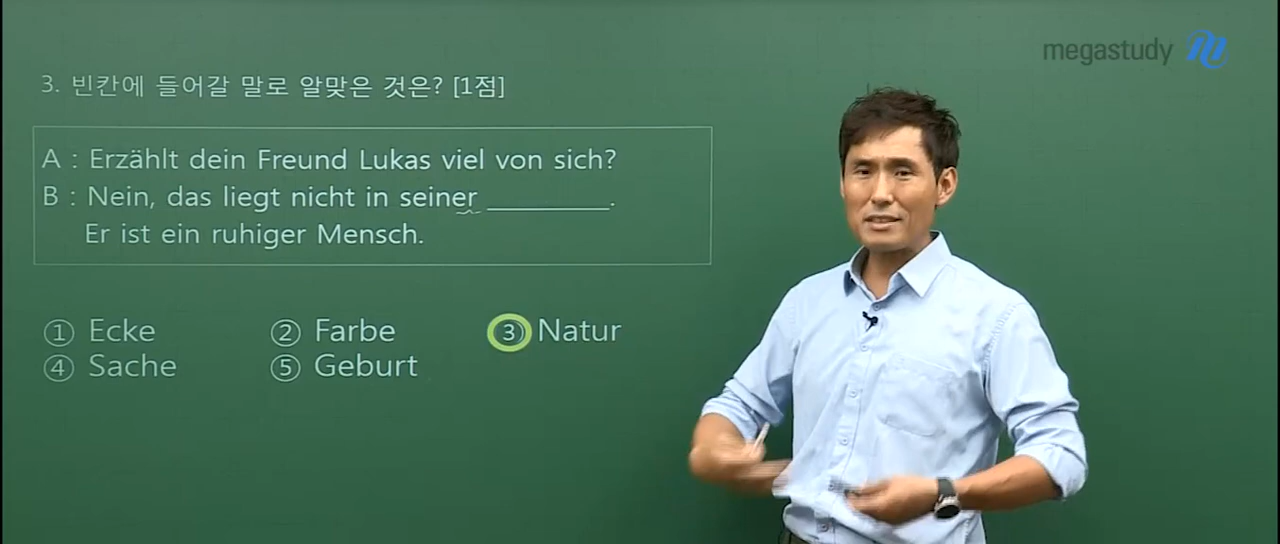 megastudy
3. 빈칸에 들어갈 말로 알맞은 것은? [1점]
A : Erzählt dein Freund Lukas viel von sich?
B : Nein, das liegt nicht in seiner _________.
Er ist ein ruhiger Mensch.
① Ecke ② Farbe ③ Natur
④ Sache ⑤ Geburt